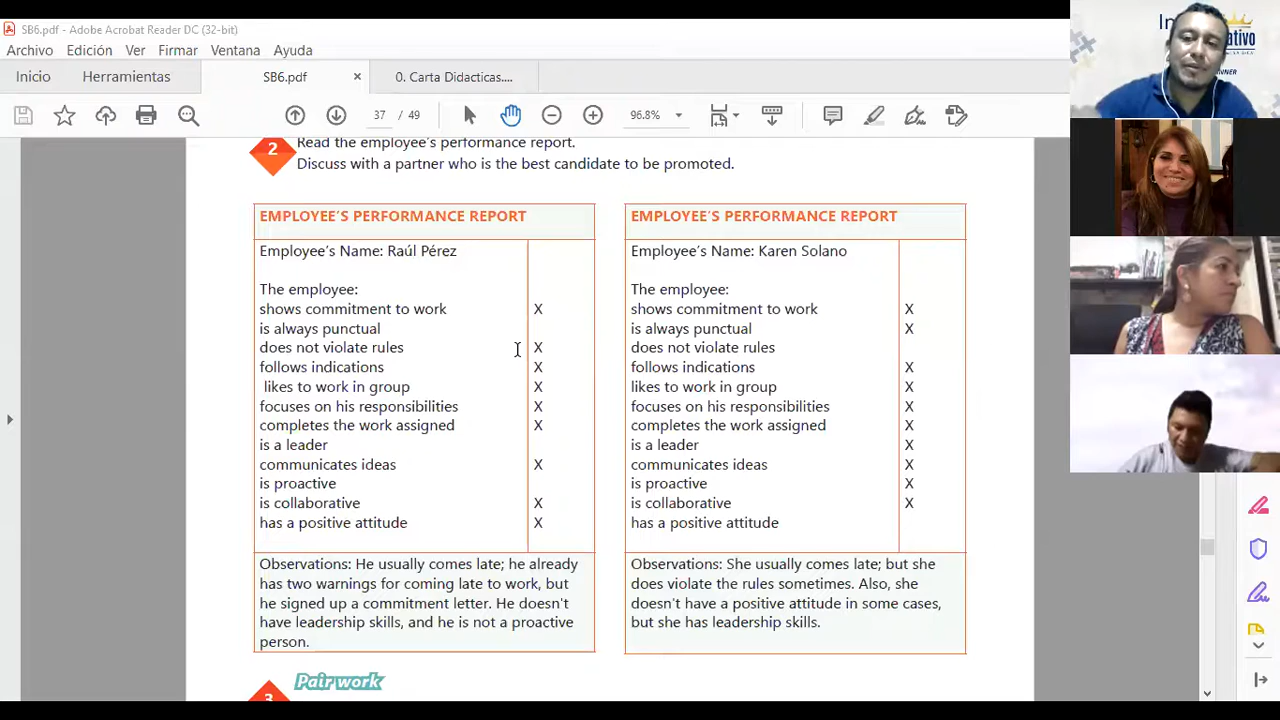 SB6.pdf - Adobe Acrobat Reader DC (32-bit)
Archivo Edición Ver Firmar Ventana Ayuda
Inicio Herramientas SB6.pdf × 0. Carta Didacticas....
37 / 49 96.8%
2 Read the employee's performance report.
Discuss with a partner who is the best candidate to be promoted.
EMPLOYEE'S PERFORMANCE REPORT
Employee's Name: Raúl Pérez
The employee:
shows commitment to work X
is always punctual
does not violate rules X
follows indications X
likes to work in group X
focuses on his responsibilities X
completes the work assigned X
is a leader
communicates ideas X
is proactive
is collaborative X
has a positive attitude X
Observations: He usually comes late; he already
has two warnings for coming late to work, but
he signed up a commitment letter. He doesn't
have leadership skills, and he is not a proactive
person.
EMPLOYEE'S PERFORMANCE REPORT
Employee's Name: Karen Solano
The employee:
shows commitment to work X
is always punctual X
does not violate rules
follows indications X
likes to work in group X
focuses on his responsibilities X
completes the work assigned X
is a leader X
communicates ideas X
is proactive X
is collaborative X
has a positive attitude
Observations: She usually comes late; but she
does violate the rules sometimes. Also, she
doesn't have a positive attitude in some cases,
but she has leadership skills.
3 Pair work